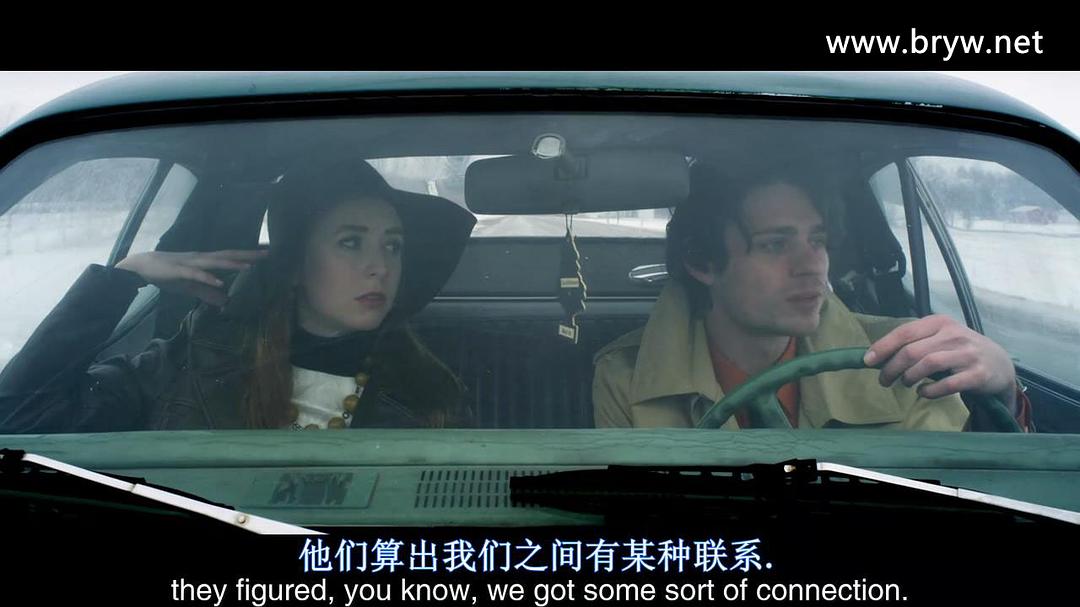 www.bryw.net
他们算出我们之间有某种联系.
they figured, you know, we got some sort of connection.